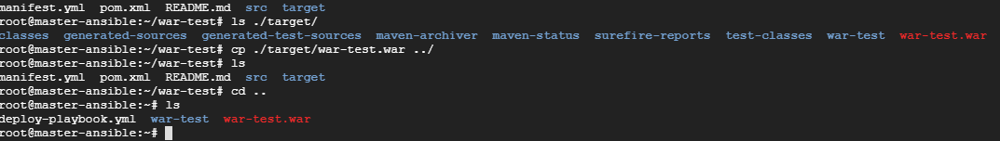 manifest.yml pom.xml README.md src target
root@master-ansible:~/war-test# ls ./target/
classes generated-sources generated-test-sources maven-archiver maven-status surefire-reports test-classes war-test war-test.war
root@master-ansible:~/war-test# cp ./target/war-test.war ../
root@master-ansible:~/war-test# ls
manifest.yml pom.xml README.md src target
root@master-ansible:~/war-test# cd ..
root@master-ansible:~# ls
deploy-playbook.yml war-test war-test.war
root@master-ansible:~#